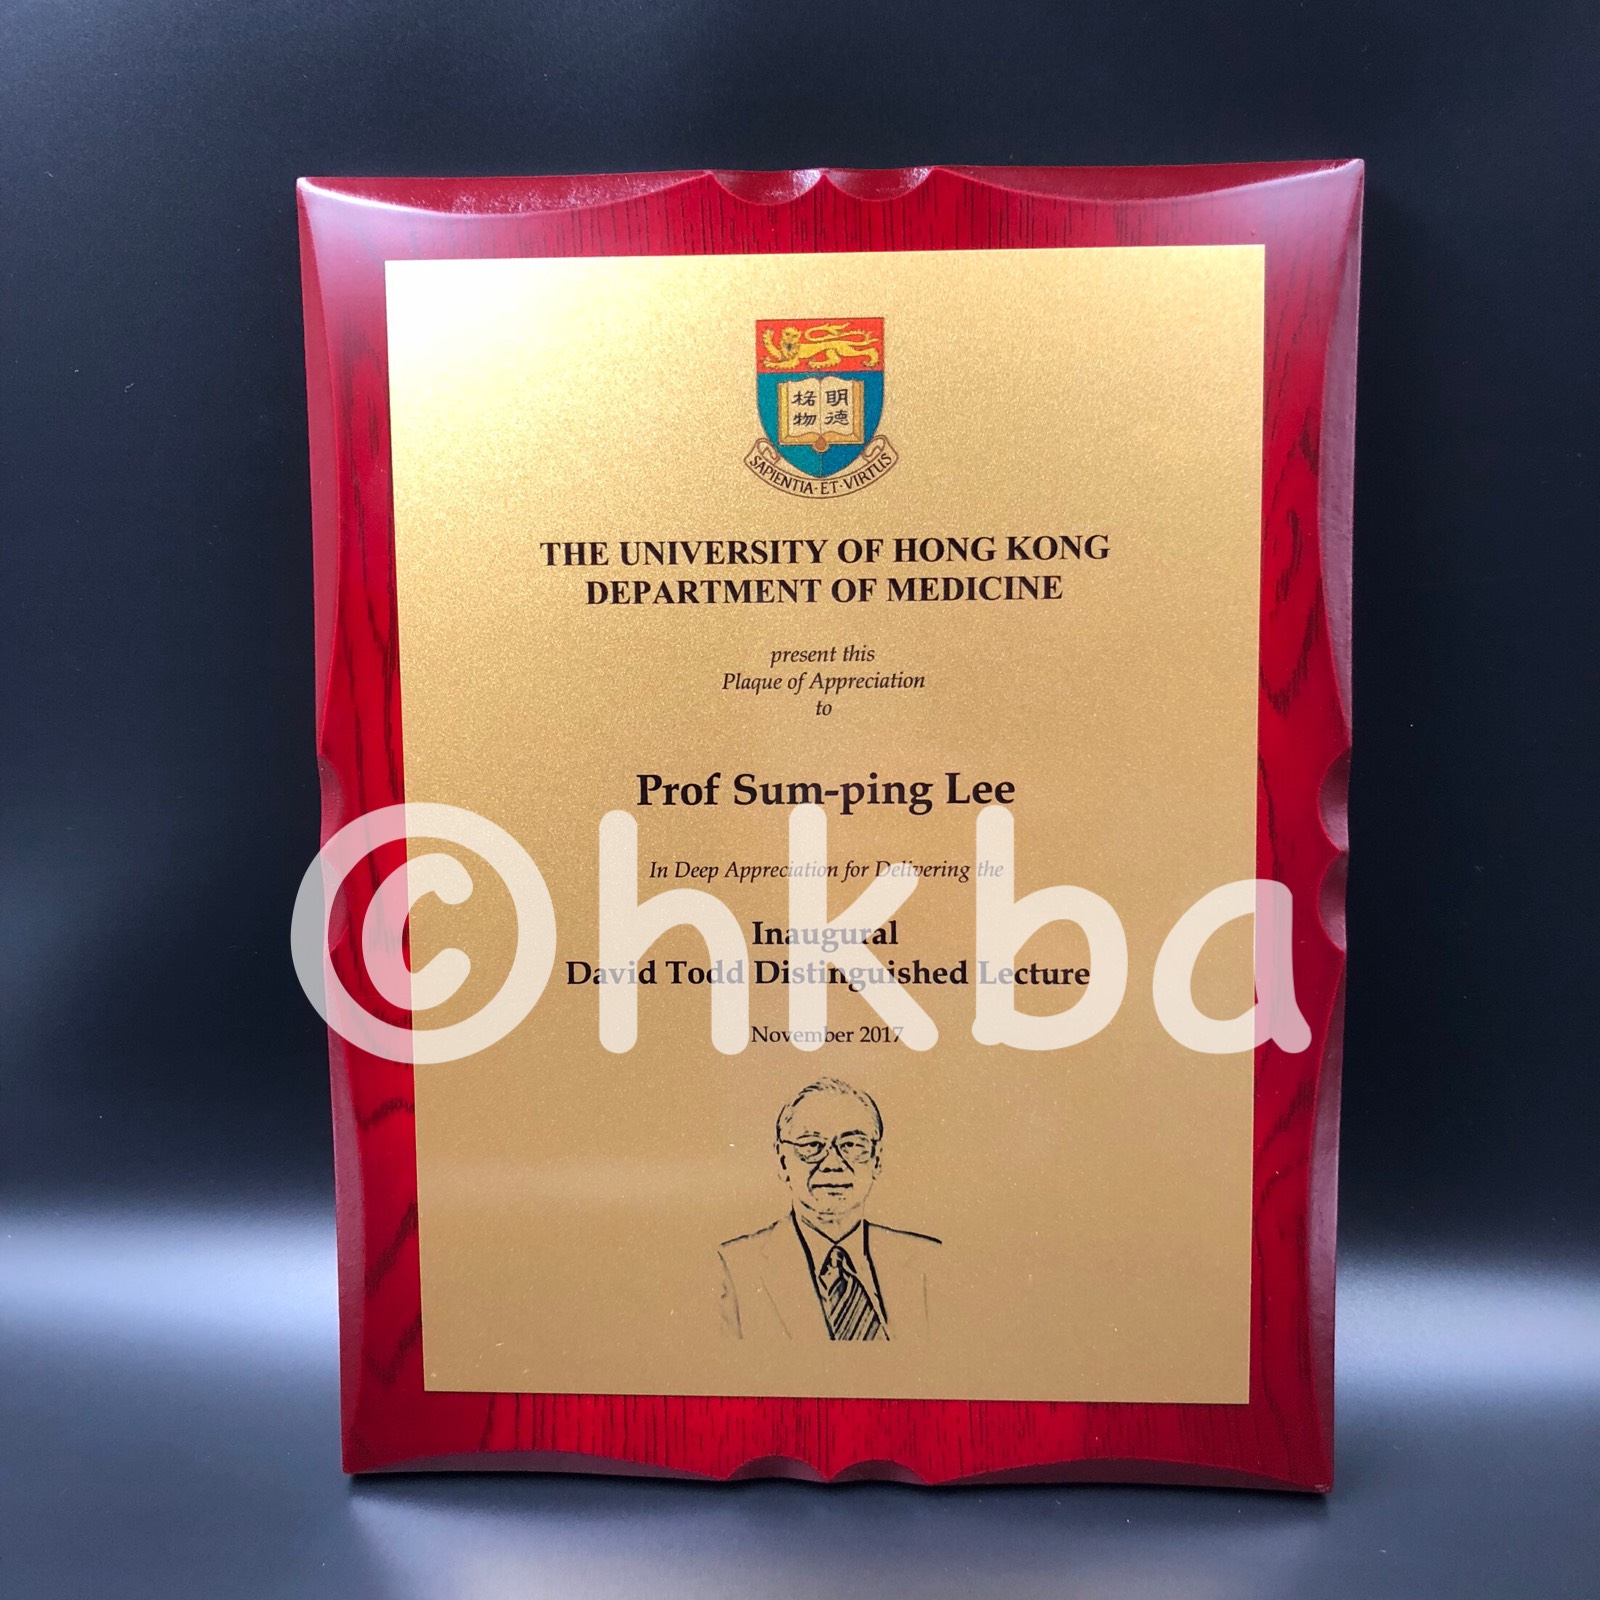 明德
格物
SAPIENTIA·ET·VIRTUS
THE UNIVERSITY OF HONG KONG
DEPARTMENT OF MEDICINE
present this
Plaque of Appreciation
to
Prof Sum-ping Lee
In Deep Appreciation for Delivering the
Inaugural
David Todd Distinguished Lecture
November 2017
©hkba